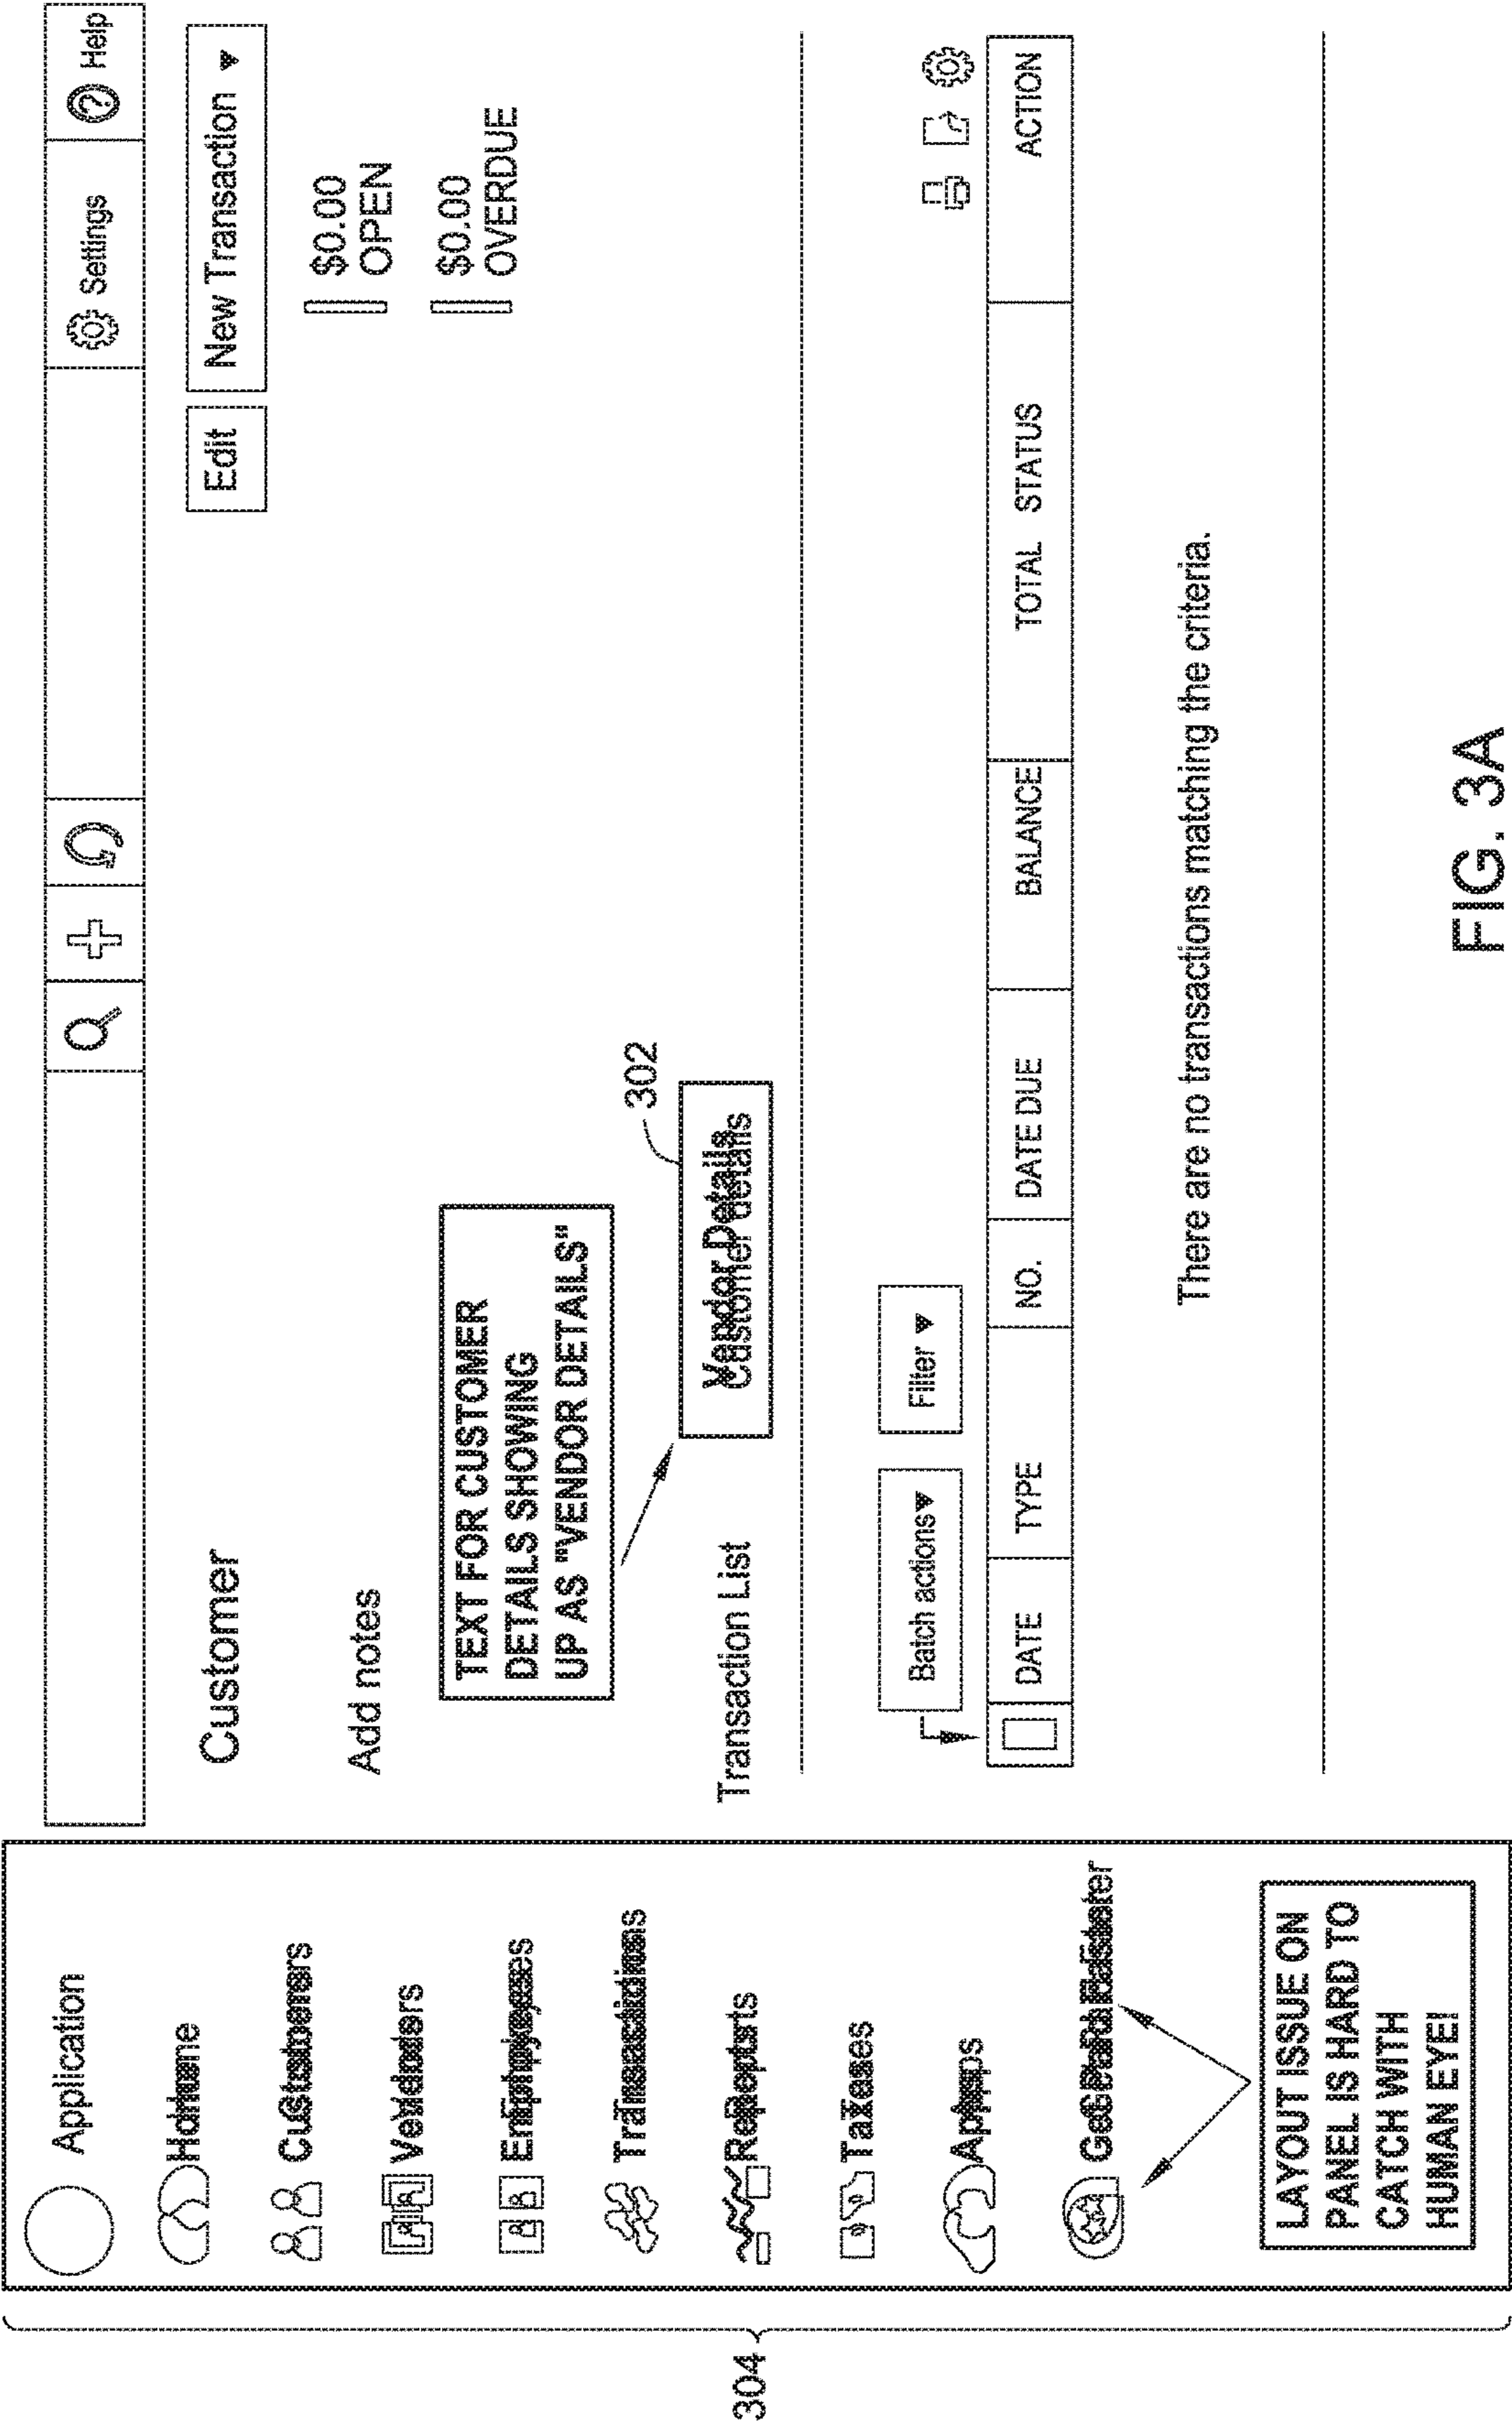 Settings
Help
Application
Home
Customers
Vendors
Employees
Transactions
Reports
Taxes
Apps
LAYOUT ISSUE ON
PANEL IS HARD TO
CATCH WITH
HUMAN EYE!
304
Customer
Edit
New Transaction
Add notes
$0.00
OPEN
$0.00
OVERDUE
TEXT FOR CUSTOMER
DETAILS SHOWING
UP AS "VENDOR DETAILS"
302
Transaction List
Vendor Details
Customer details
Batch actions
Filter
DATE TYPE NO. DATE DUE BALANCE TOTAL STATUS ACTION
There are no transactions matching the criteria.
FIG. 3A